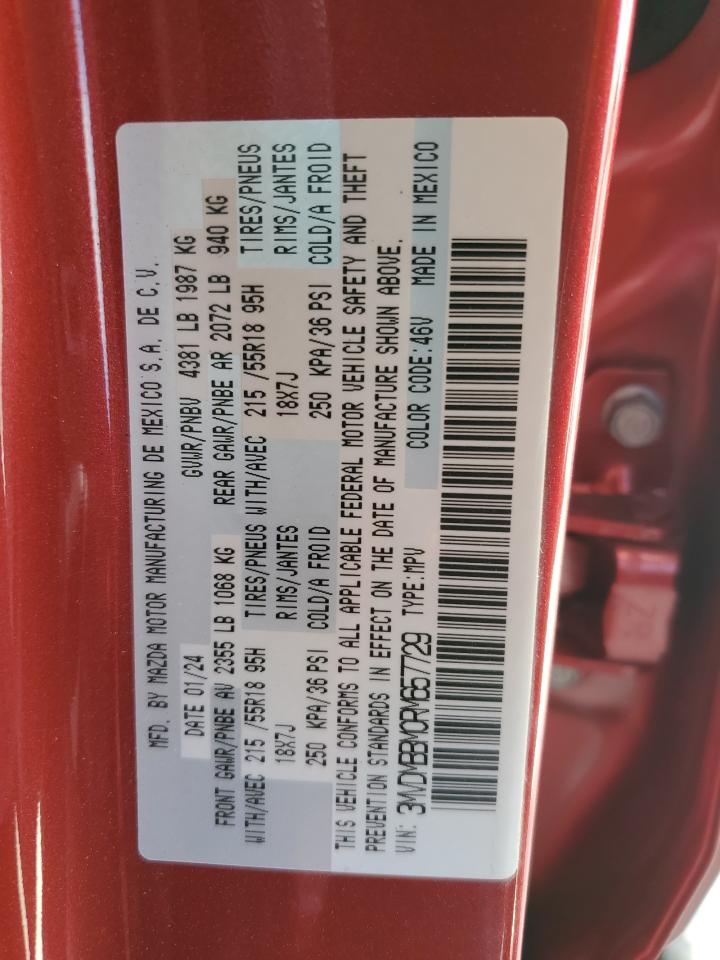 MFD. BY MAZDA MOTOR MANUFACTURING DE MEXICO S.A. DE C.V.
DATE 01/24 GVWR/PNBV 4381 LB 1987 KG
FRONT GAWR/PNBE AV 2355 LB 1068 KG REAR GAWR/PNBE AR 2072 LB 940 KG
WITH/AVEC 215 /55R18 95H TIRES/PNEUS WITH/AVEC 215 /55R18 95H TIRES/PNEUS
18X7J RIMS/JANTES 18X7J RIMS/JANTES
250 KPA/36 PSI COLD/A FROID 250 KPA/36 PSI COLD/A FROID
THIS VEHICLE CONFORMS TO ALL APPLICABLE FEDERAL MOTOR VEHICLE SAFETY AND THEFT
PREVENTION STANDARDS IN EFFECT ON THE DATE OF MANUFACTURE SHOWN ABOVE.
VIN: 3MVDMBBM0RM657729 TYPE:MPV COLOR CODE:46V MADE IN MEXICO